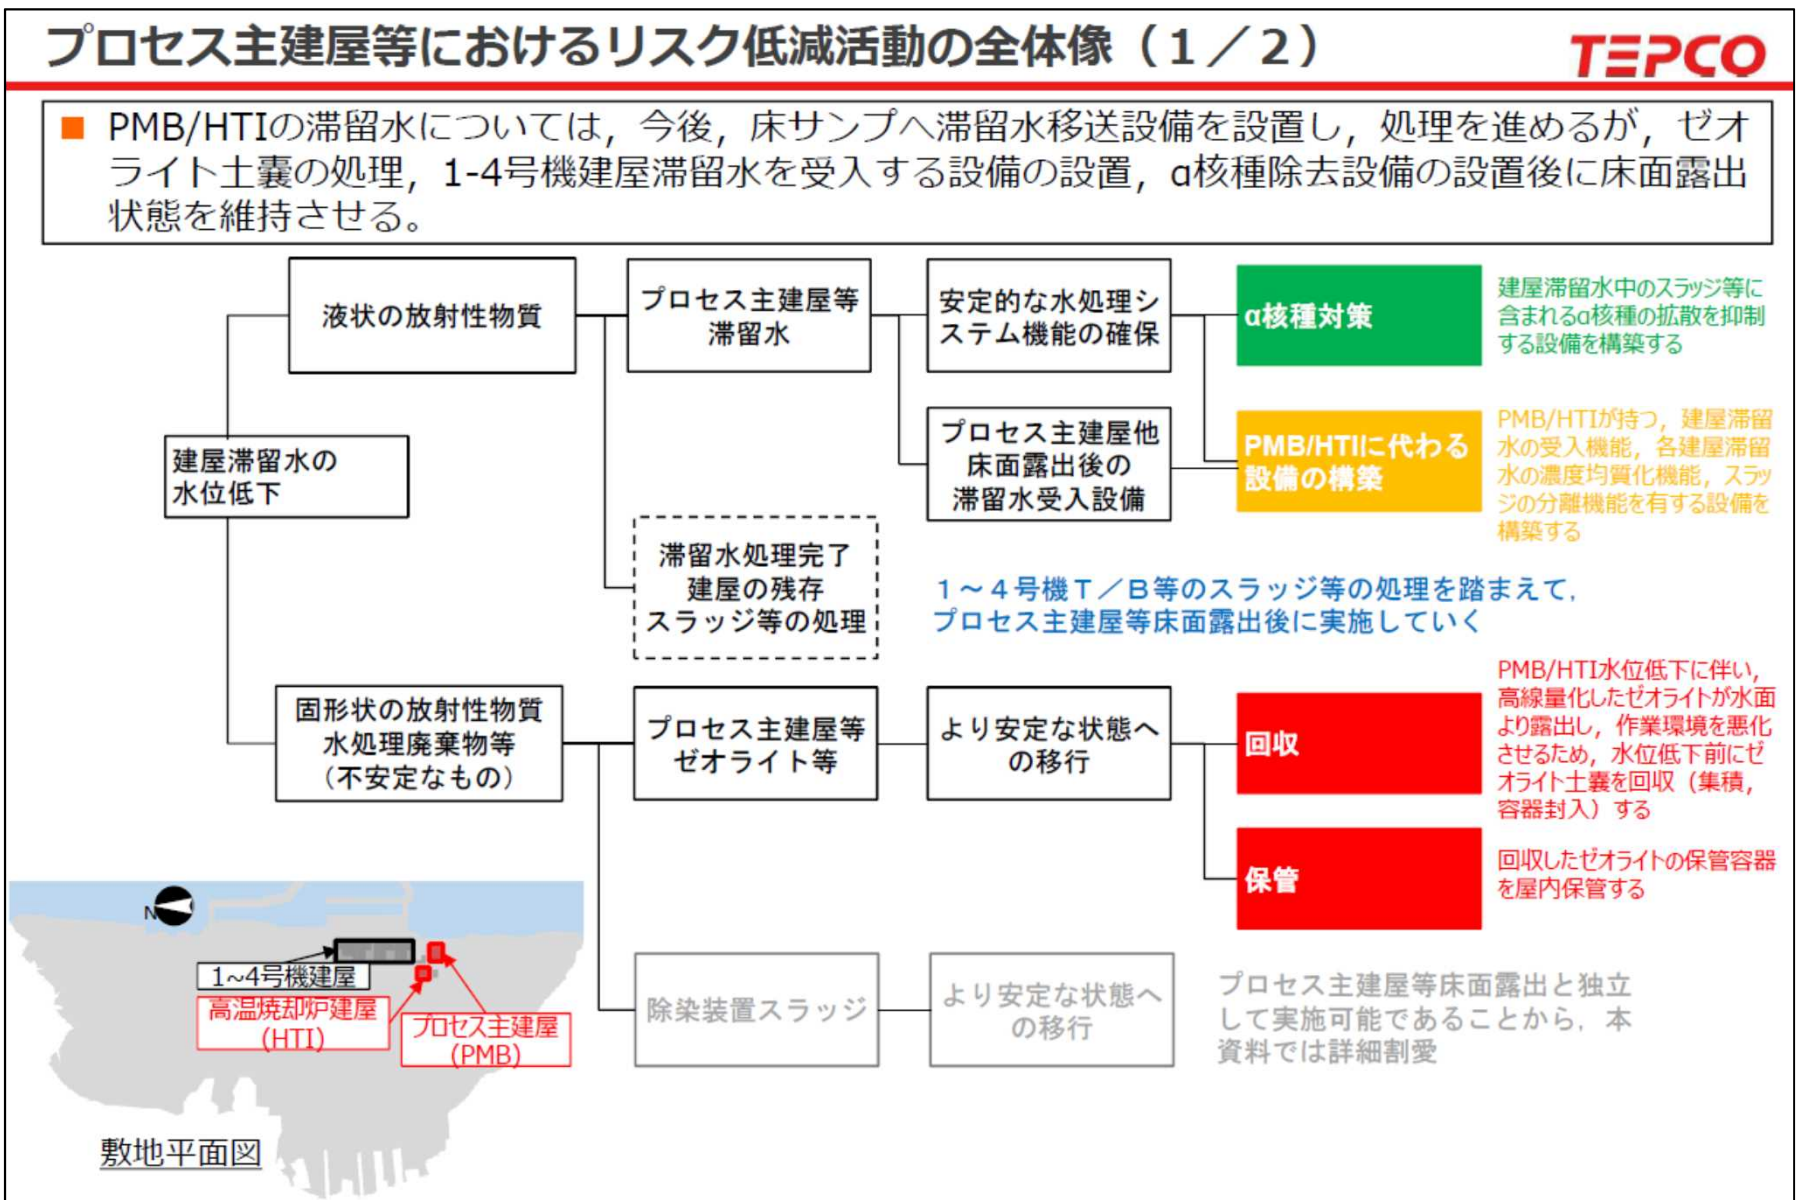 プロセス主建屋等におけるリスク低減活動の全体像（１／２）
TEPCO
■ PMB/HTIの滞留水については，今後，床サンプへ滞留水移送設備を設置し，処理を進めるが，ゼオ
ライト土嚢の処理，1-4号機建屋滞留水を受入する設備の設置，α核種除去設備の設置後に床面露出
状態を維持させる。
液状の放射性物質
プロセス主建屋等
滞留水
安定的な水処理シ
ステム機能の確保
α核種対策
建屋滞留水中のスラッジ等に
含まれるα核種の拡散を抑制
する設備を構築する
建屋滞留水の
水位低下
プロセス主建屋他
床面露出後の
滞留水受入設備
PMB/HTIに代わる
設備の構築
PMB/HTIが持つ，建屋滞留
水の受入機能，各建屋滞留
水の濃度均質化機能，スラッ
ジの分離機能を有する設備を
構築する
滞留水処理完了
建屋の残存
スラッジ等の処理
１～４号機Ｔ／Ｂ等のスラッジ等の処理を踏まえて，
プロセス主建屋等床面露出後に実施していく
固形状の放射性物質
水処理廃棄物等
（不安定なもの）
プロセス主建屋等
ゼオライト等
より安定な状態へ
の移行
回収
PMB/HTI水位低下に伴い，
高線量化したゼオライトが水面
より露出し，作業環境を悪化
させるため，水位低下前にゼ
オライト土嚢を回収（集積，
容器封入）する
保管
回収したゼオライトの保管容器
を屋内保管する
除染装置スラッジ
より安定な状態へ
の移行
プロセス主建屋等床面露出と独立
して実施可能であることから，本
資料では詳細割愛
N
1~4号機建屋
高温焼却炉建屋
(HTI)
プロセス主建屋
(PMB)
敷地平面図